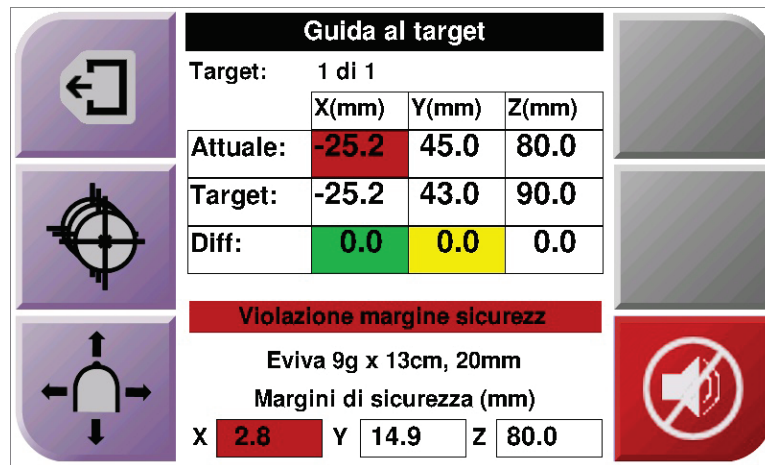 Guida al target
Target: 1 di 1
X(mm) Y(mm) Z(mm)
Attuale: -25.2 45.0 80.0
Target: -25.2 43.0 90.0
Diff: 0.0 0.0 0.0
Violazione margine sicurezz
Eviva 9g x 13cm, 20mm
Margini di sicurezza (mm)
X 2.8 Y 14.9 Z 80.0